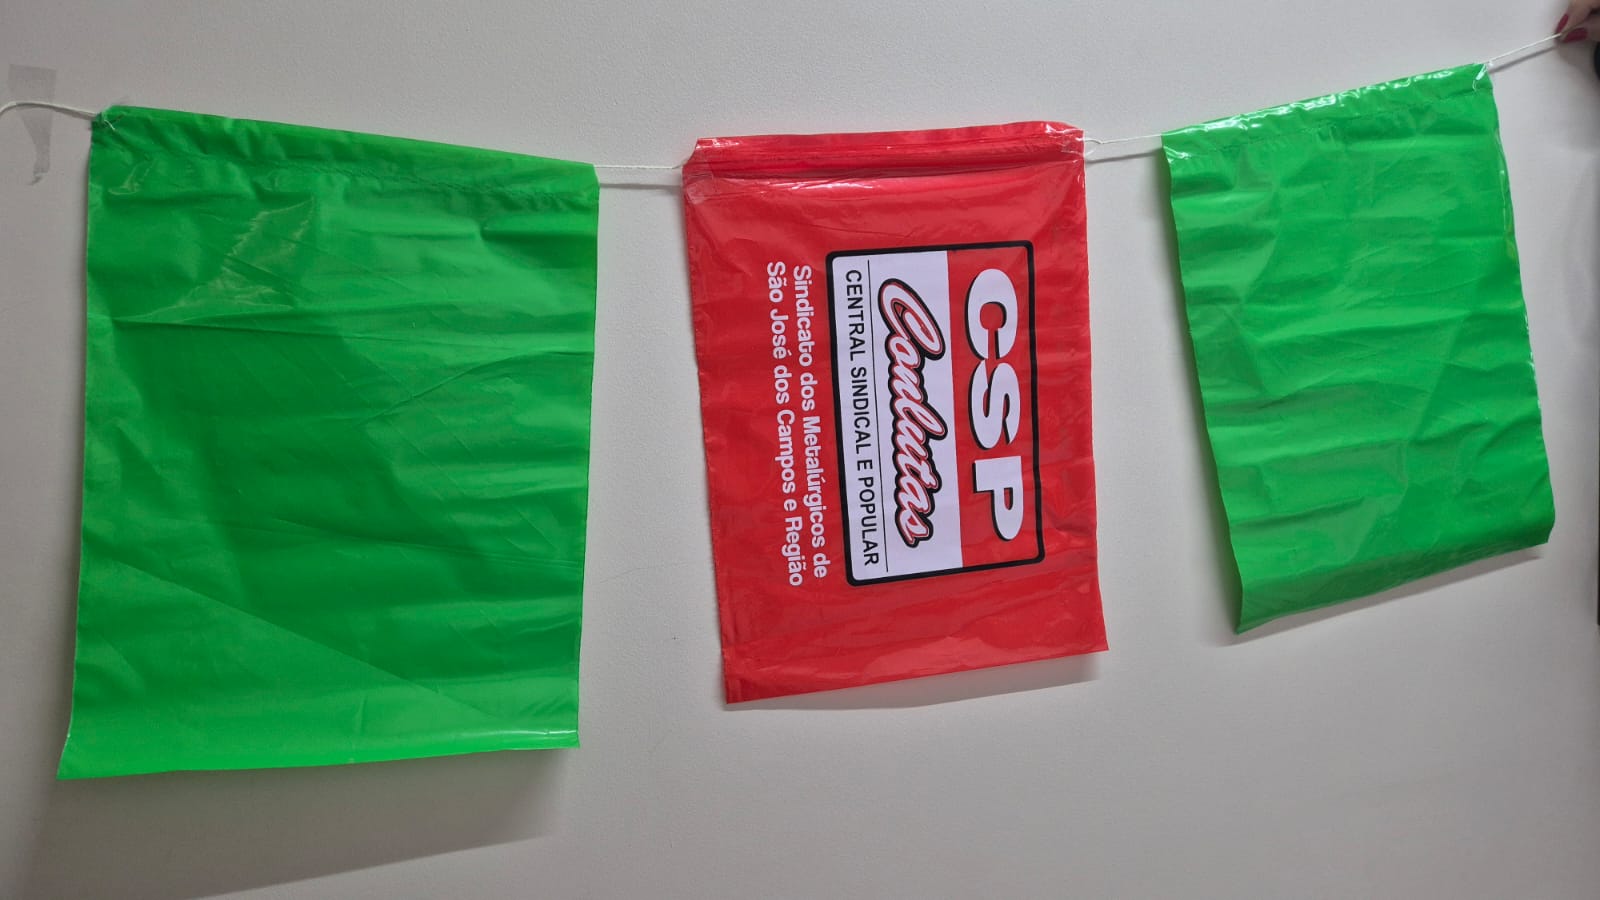 CSP
Conlutas
CENTRAL SINDICAL E POPULAR
Sindicato dos Metalúrgicos de
São José dos Campos e Região